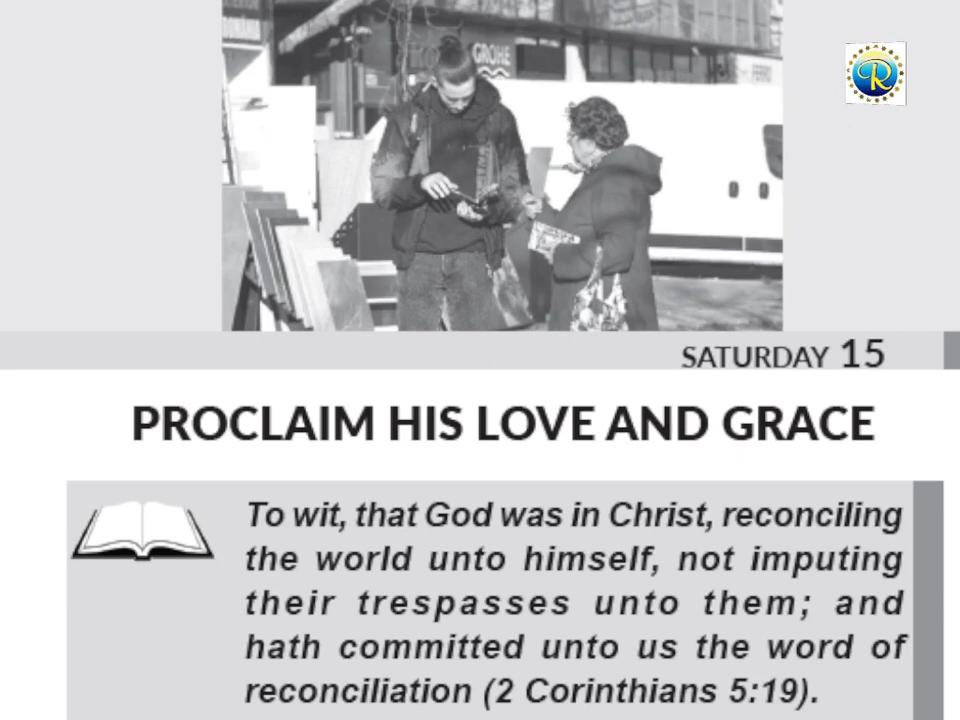 GROHE
R
SATURDAY 15
PROCLAIM HIS LOVE AND GRACE
To wit, that God was in Christ, reconciling
the world unto himself, not imputing
their trespasses unto them; and
hath committed unto us the word of
reconciliation (2 Corinthians 5:19).